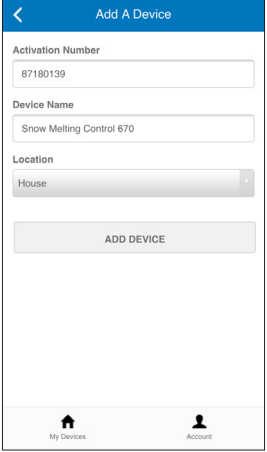 Add A Device
Activation Number
87180139
Device Name
Snow Melting Control 670
Location
House
ADD DEVICE
My Devices
Account